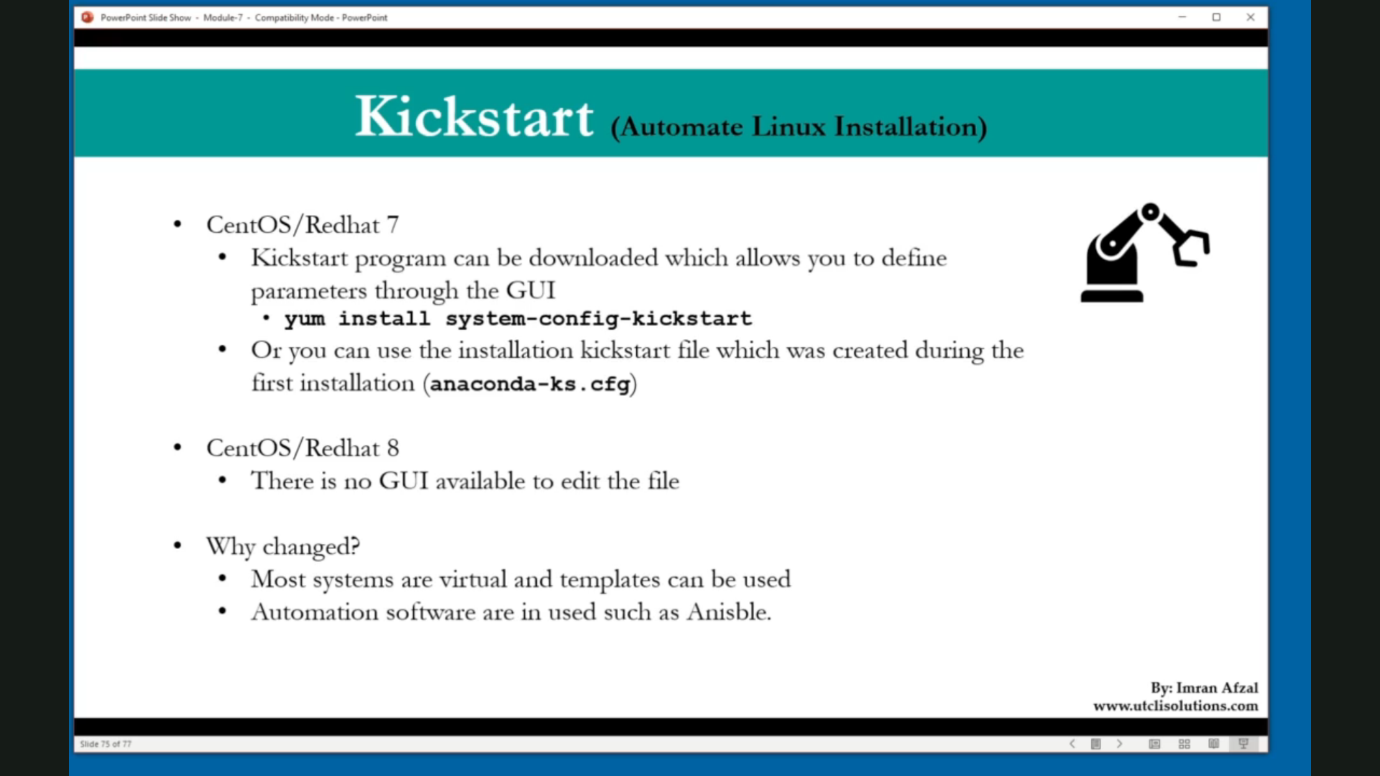 PowerPoint Slide Show - Module-7 - Compatibility Mode - PowerPoint
Kickstart (Automate Linux Installation)
• CentOS/Redhat 7
• Kickstart program can be downloaded which allows you to define
parameters through the GUI
• yum install system-config-kickstart
• Or you can use the installation kickstart file which was created during the
first installation (anaconda-ks.cfg)
• CentOS/Redhat 8
• There is no GUI available to edit the file
• Why changed?
• Most systems are virtual and templates can be used
• Automation software are in used such as Anisble.
By: Imran Afzal
www.utclisolutions.com
Slide 75 of 77